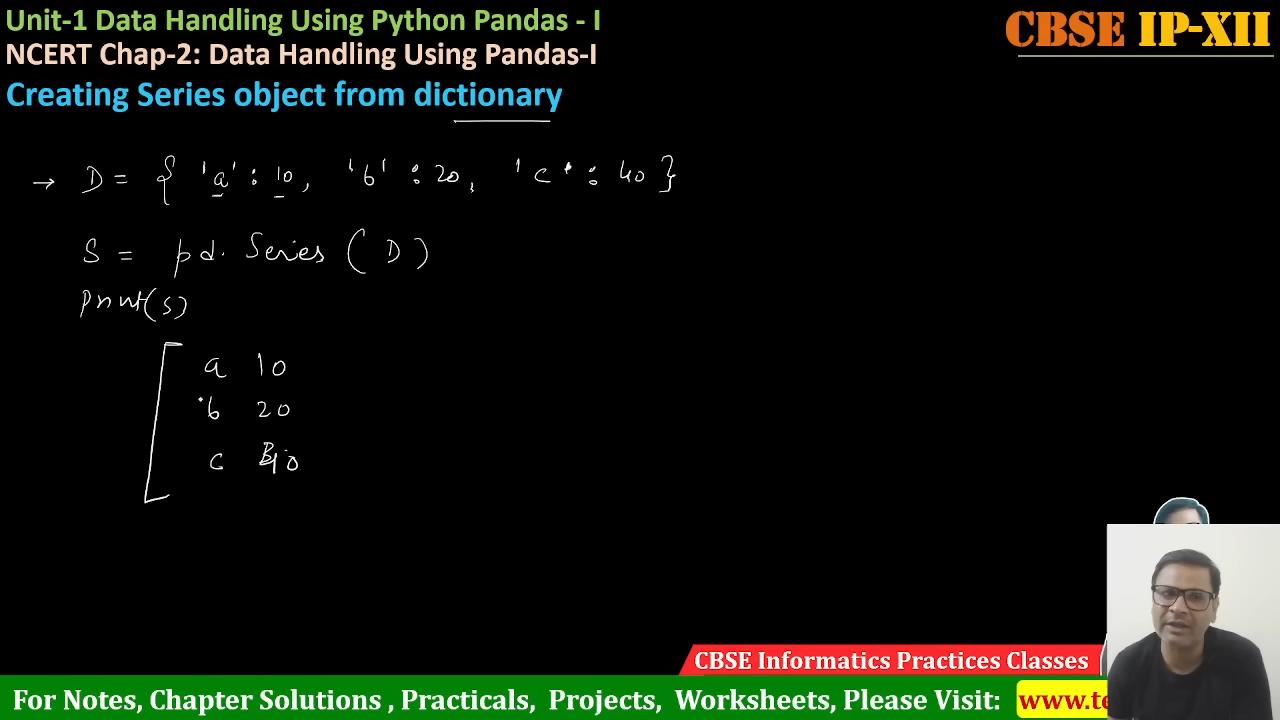 Unit-1 Data Handling Using Python Pandas - I
CBSE IP-XII
NCERT Chap-2: Data Handling Using Pandas-I
Creating Series object from dictionary
→ D = { 'a' : 10, 'b' : 20, 'c' : 40 }
S = pd. Series ( D )
print(s)
a 10
b 20
c 40
CBSE Informatics Practices Classes
For Notes, Chapter Solutions , Practicals, Projects, Worksheets, Please Visit: